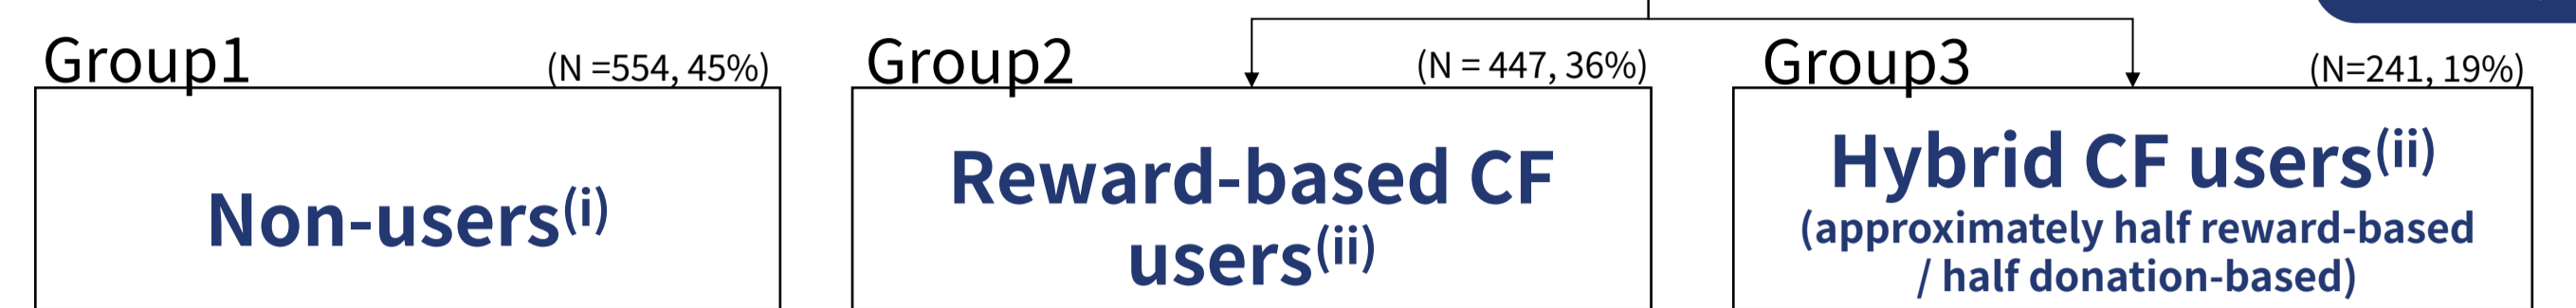 Group1 (N =554, 45%)
Non-users(i)
Group2 (N = 447, 36%)
Reward-based CF
users(ii)
Group3 (N=241, 19%)
Hybrid CF users(ii)
(approximately half reward-based
/ half donation-based)